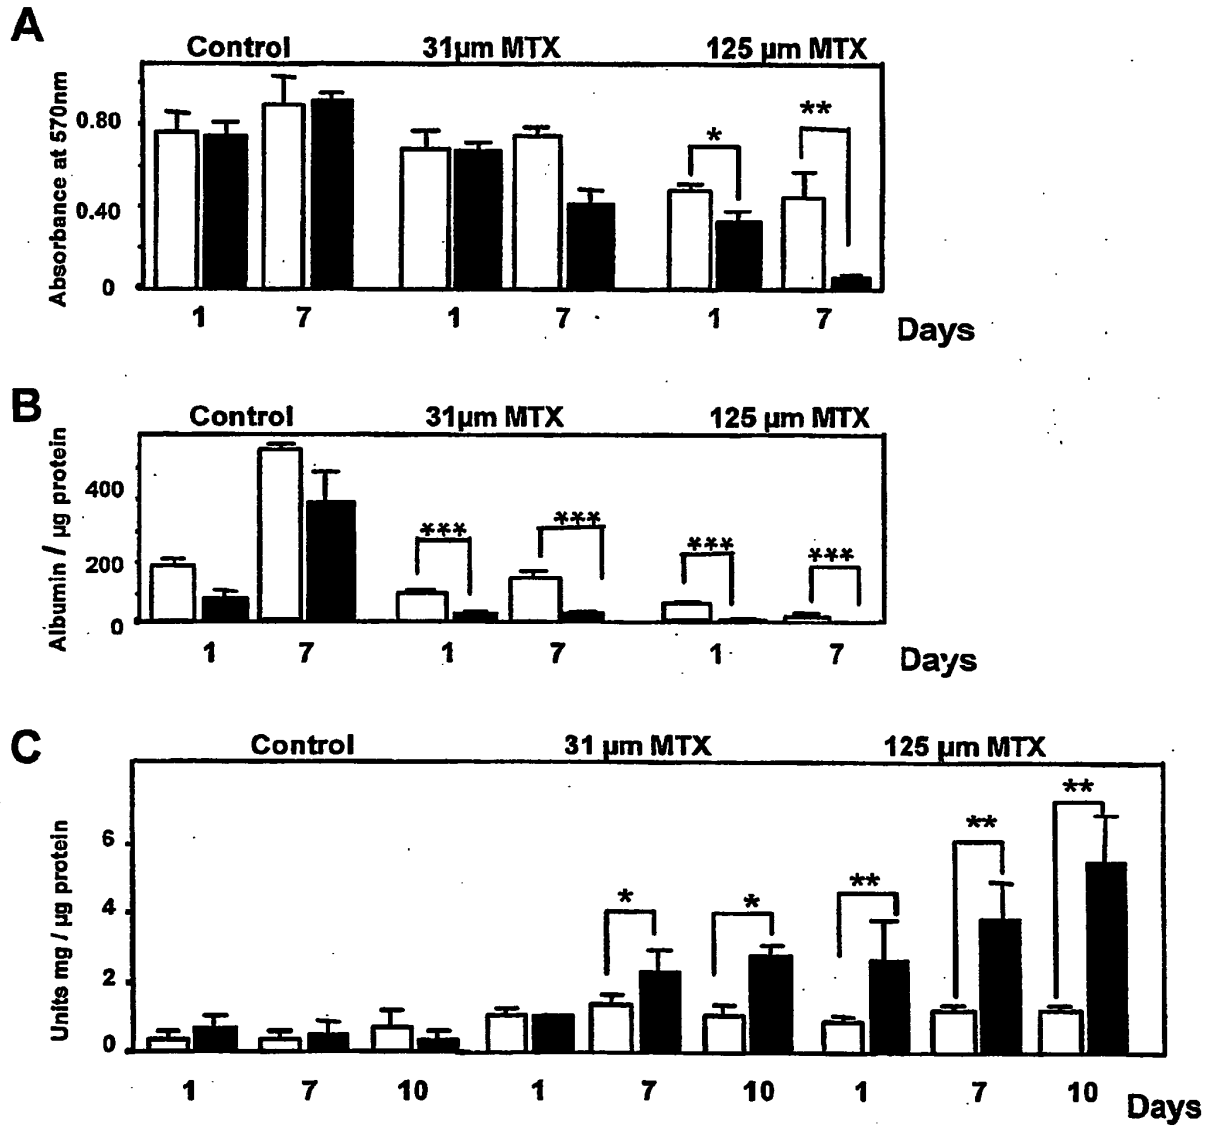 A
Control 31µm MTX 125 µm MTX
Absorbance at 570nm
0.80
0.40
0
* **
1 7 1 7 1 7
Days
B
Control 31µm MTX 125 µm MTX
Albumin / µg protein
400
200
0
*** *** *** ***
1 7 1 7 1 7
Days
C
Control 31 µm MTX 125 µm MTX
Units mg / µg protein
6
4
2
0
* * ** ** **
1 7 10 1 7 10 1 7 10
Days